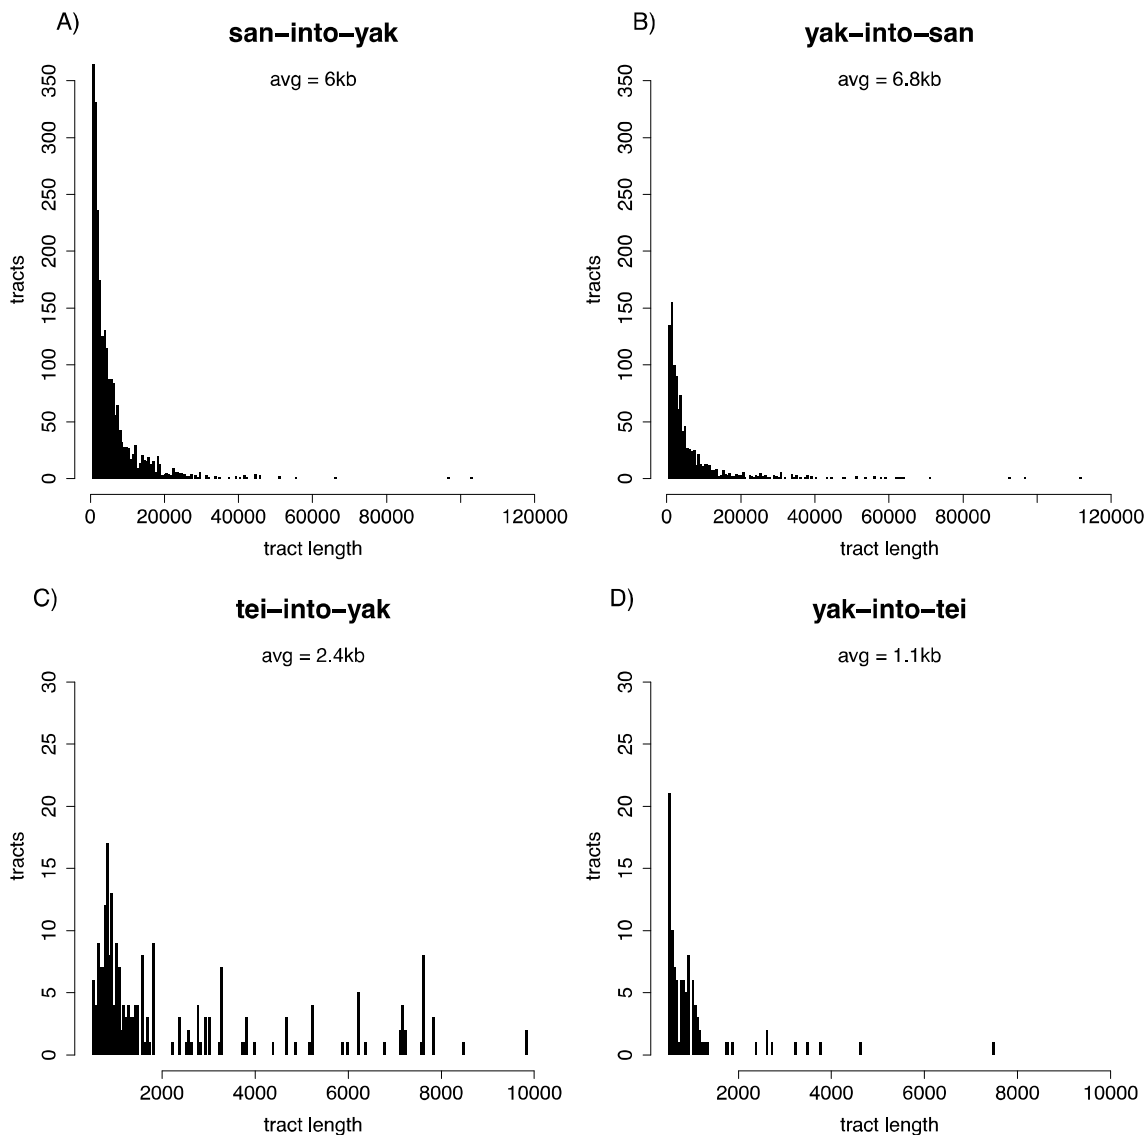 A)
san–into–yak
avg = 6kb
350
300
250
200
150
100
50
0
tracts
0 20000 40000 60000 80000 120000
tract length
B)
yak–into–san
avg = 6.8kb
350
300
250
200
150
100
50
0
tracts
0 20000 40000 60000 80000 120000
tract length
C)
tei–into–yak
avg = 2.4kb
30
25
20
15
10
5
0
tracts
2000 4000 6000 8000 10000
tract length
D)
yak–into–tei
avg = 1.1kb
30
25
20
15
10
5
0
tracts
2000 4000 6000 8000 10000
tract length